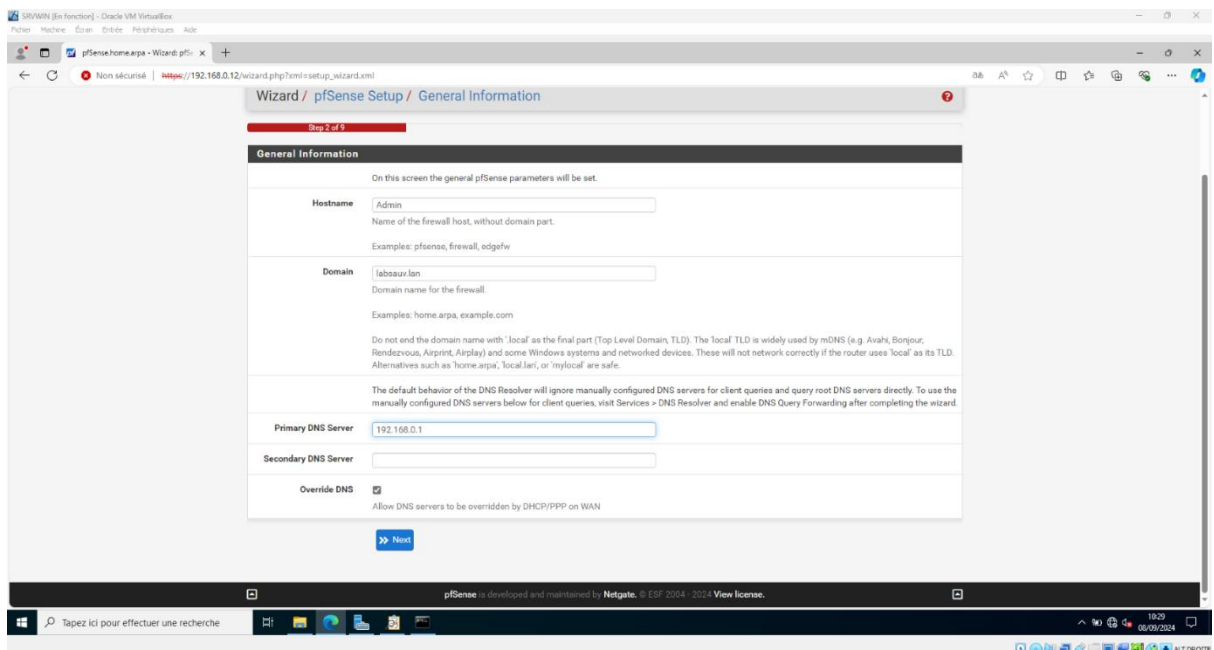 SRVWIN [En fonction] - Oracle VM VirtualBox
Fichier Machine Écran Entrée Périphériques Aide
pfSense.home.arpa - Wizard: pfSe
Non sécurisé | https://192.168.0.12/wizard.php?xml=setup_wizard.xml
Wizard / pfSense Setup / General Information
Step 2 of 9
General Information
On this screen the general pfSense parameters will be set.
Hostname Admin
Name of the firewall host, without domain part.
Examples: pfsense, firewall, edgefw
Domain labsauv.lan
Domain name for the firewall.
Examples: home.arpa, example.com
Do not end the domain name with '.local' as the final part (Top Level Domain, TLD). The 'local' TLD is widely used by mDNS (e.g. Avahi, Bonjour,
Rendezvous, Airprint, Airplay) and some Windows systems and networked devices. These will not network correctly if the router uses 'local' as its TLD.
Alternatives such as 'home.arpa', 'local.lan', or 'mylocal' are safe.
The default behavior of the DNS Resolver will ignore manually configured DNS servers for client queries and query root DNS servers directly. To use the
manually configured DNS servers below for client queries, visit Services > DNS Resolver and enable DNS Query Forwarding after completing the wizard.
Primary DNS Server 192.168.0.1
Secondary DNS Server
Override DNS
Allow DNS servers to be overridden by DHCP/PPP on WAN
Next
pfSense is developed and maintained by Netgate. © ESF 2004 - 2024 View license.
Tapez ici pour effectuer une recherche
10:29
08/09/2024
ALT DROITE